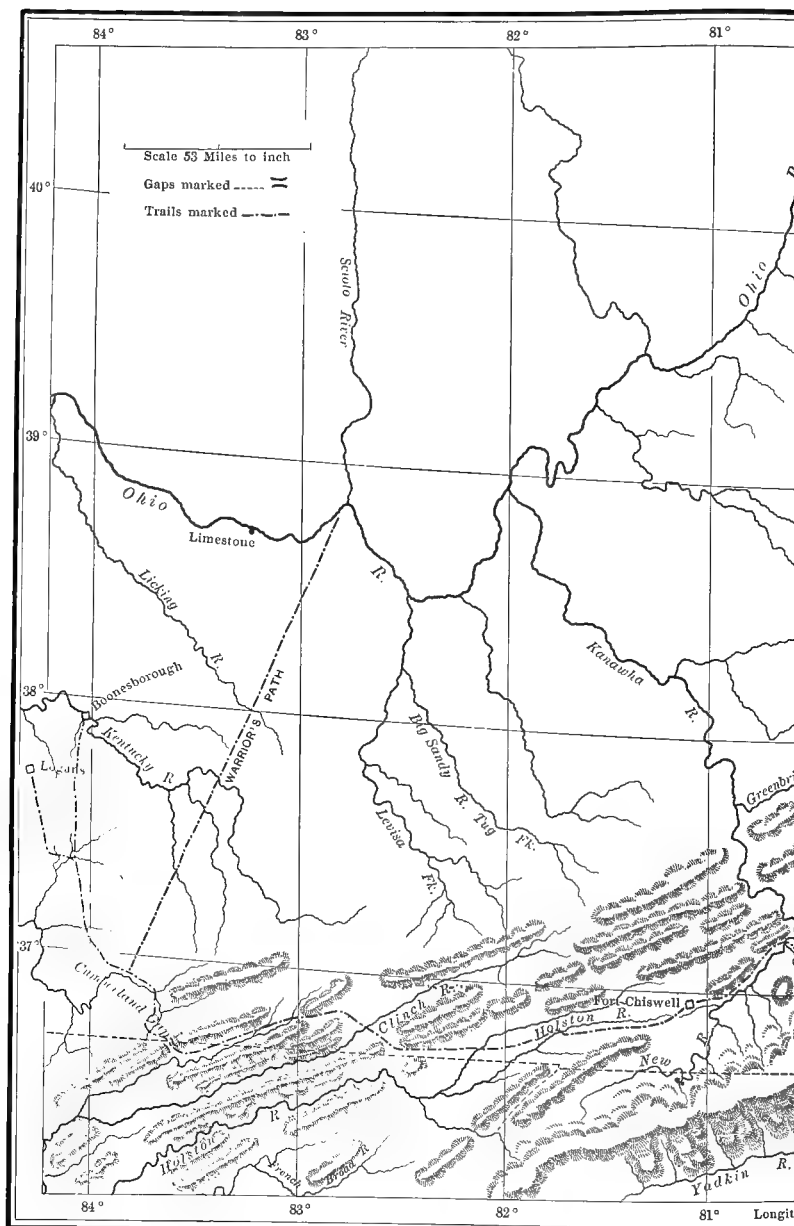 84° 83° 82° 81°
Scale 53 Miles to inch
Gaps marked
Trails marked
40°
Scioto River
Ohio
R
39°
Ohio
Limestone
R.
Licking
R.
Kanawha
R.
38°
Boonesborough
WARRIOR'S PATH
Kentucky
R
Big Sandy
R. Tug
Fk.
Levisa
Fk.
Greenbri
37°
Cumberland
Clinch R.
Fort Chiswell
Holston R.
New
R
Holston
R
French
Broad R
Yadkin R.
84° 83° 82° 81° Longit